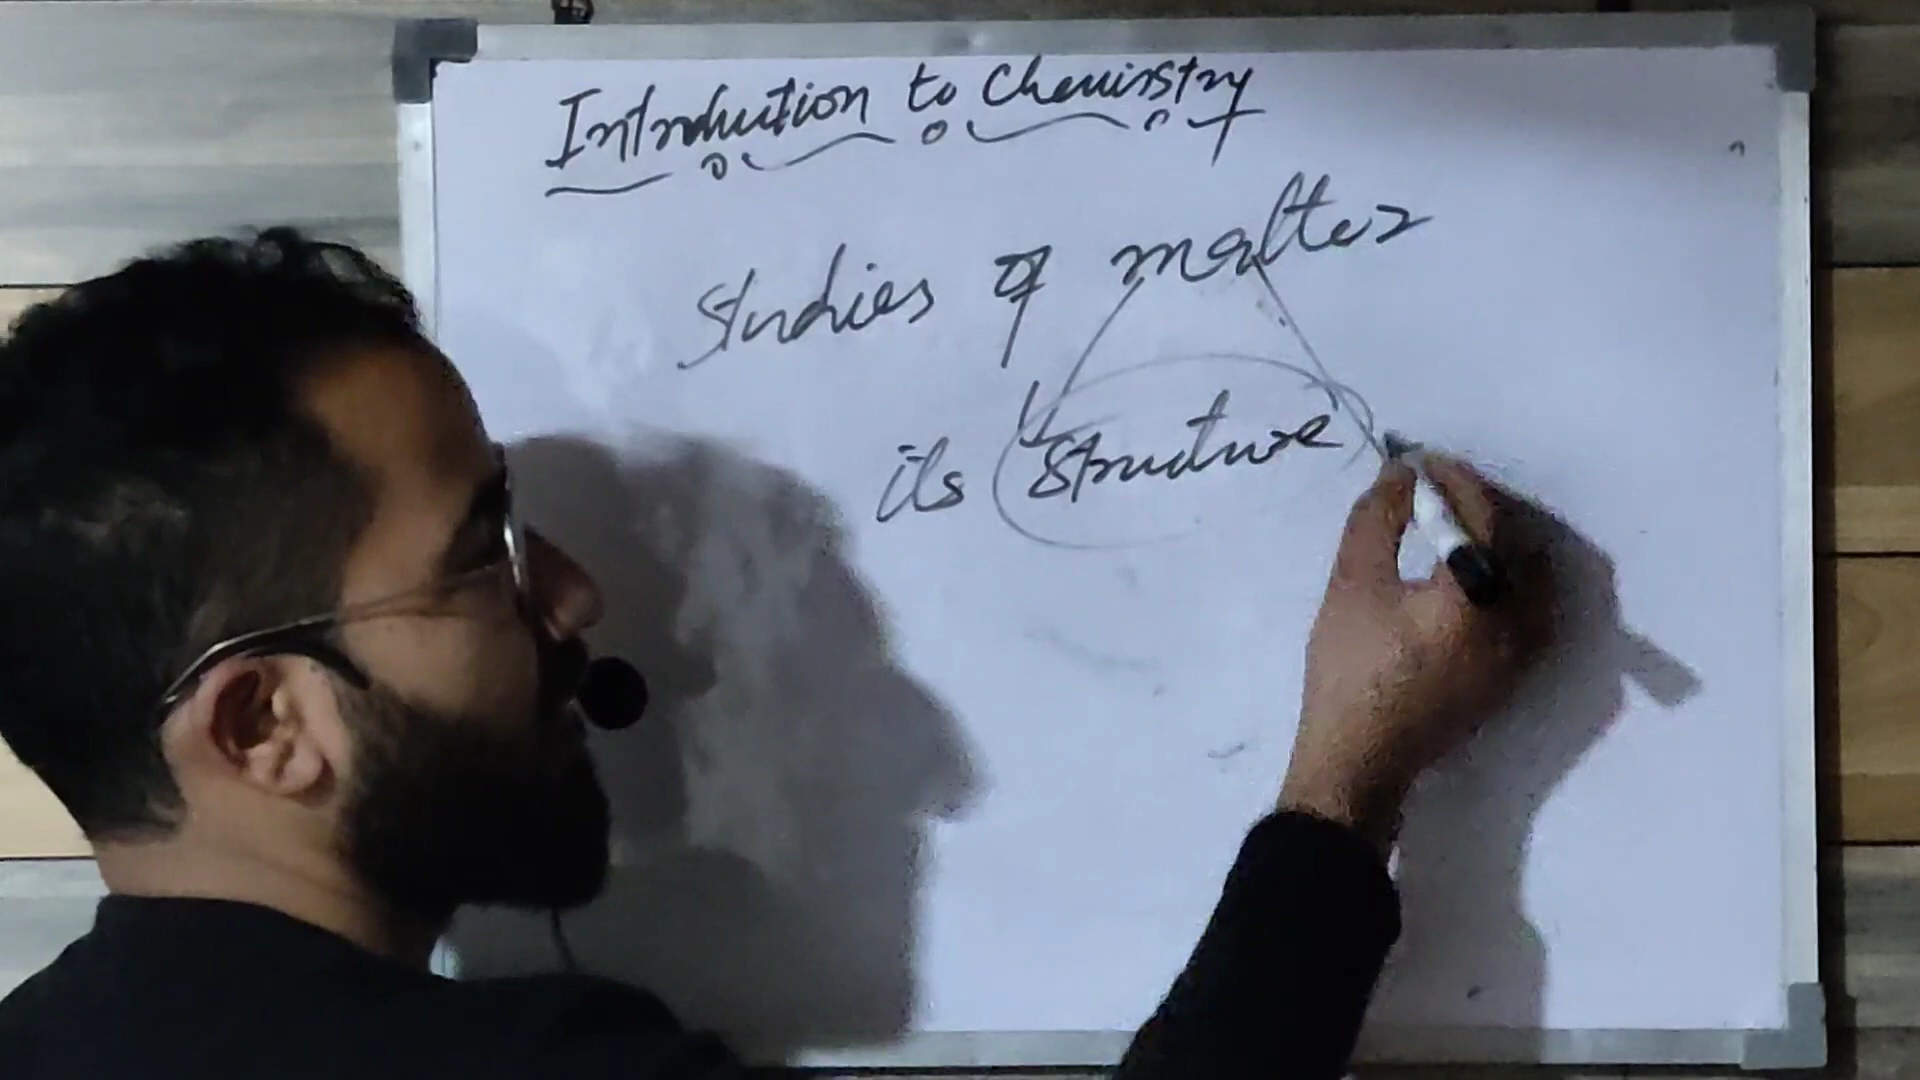 Introduction to Chemistry
Studies of matter
its structure